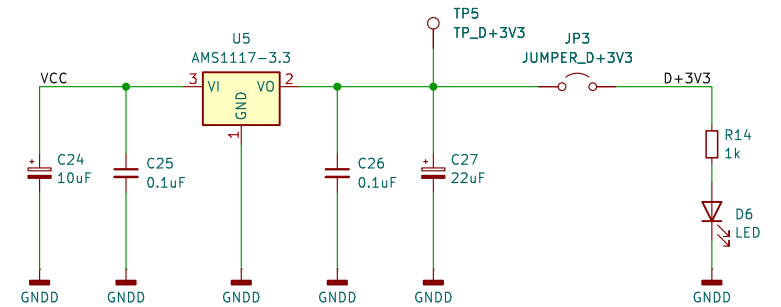 TP5
TP_D+3V3
U5
AMS1117-3.3
JP3
JUMPER_D+3V3
VCC
3
VI
VO
2
D+3V3
GND
1
R14
1k
C24
10uF
C25
0.1uF
C26
0.1uF
C27
22uF
D6
LED
GNDD
GNDD
GNDD
GNDD
GNDD
GNDD